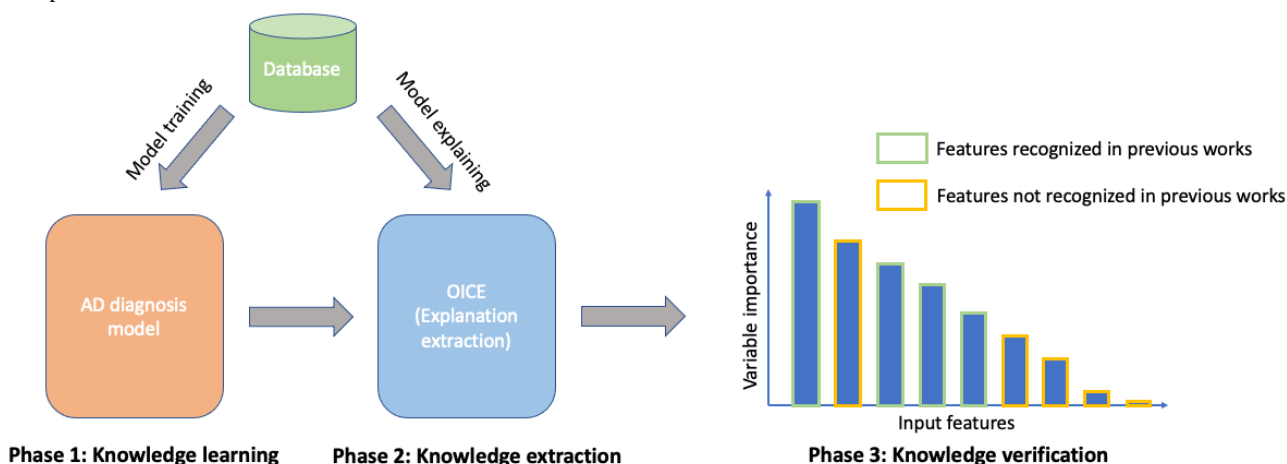 Database
Model training
Model explaining
AD diagnosis
model
OICE
(Explanation
extraction)
Features recognized in previous works
Features not recognized in previous works
Variable importance
Input features
Phase 1: Knowledge learning
Phase 2: Knowledge extraction
Phase 3: Knowledge verification